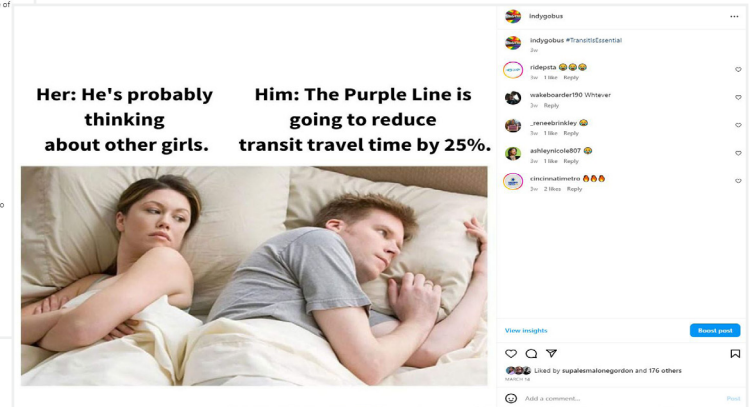 of
o
Her: He's probably
thinking
about other girls.
Him: The Purple Line is
going to reduce
transit travel time by 25%.
indygobus
indygobus #TransitIsEssential
3w
ridepsta 😂😂😂
3w 1 like Reply
wakeboarder190 Whtever
3w Reply
_reneebrinkley 😂
3w 1 like Reply
ashleynicole807 😂
3w 1 like Reply
cincinnatimetro 🔥🔥🔥
3w 2 likes Reply
View insights
Boost post
Liked by supalesmalonegordon and 176 others
MARCH 14
Add a comment...
Post